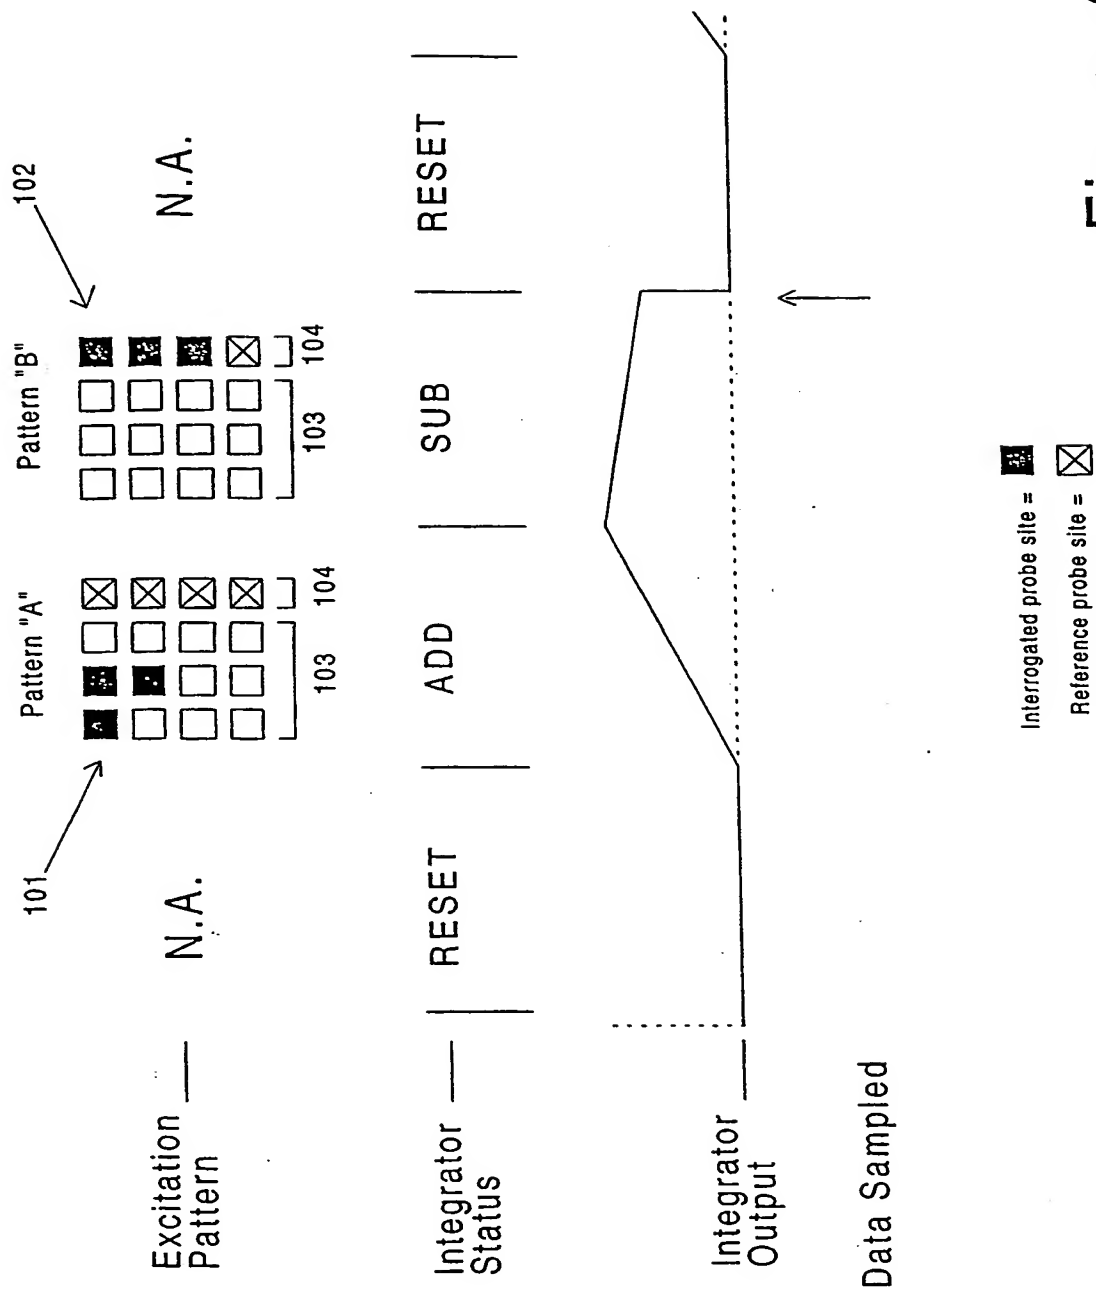 101
102
Pattern "A"
Pattern "B"
Excitation
Pattern
N.A.
N.A.
103
104
103
104
Integrator
Status
RESET
ADD
SUB
RESET
Integrator
Output
Data Sampled
Interrogated probe site =
Reference probe site =